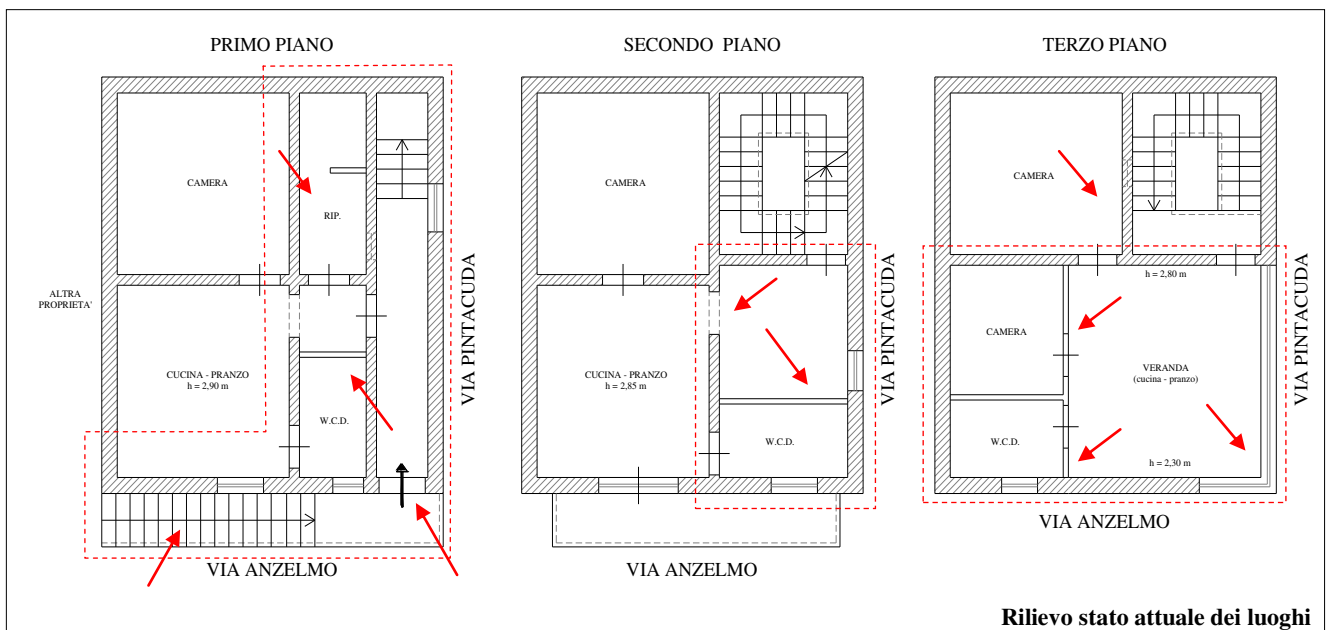 PRIMO PIANO
CAMERA
RIP.
ALTRA
PROPRIETA'
CUCINA - PRANZO
h = 2,90 m
W.C.D.
VIA PINTACUDA
VIA ANZELMO
SECONDO PIANO
CAMERA
CUCINA - PRANZO
h = 2,85 m
W.C.D.
VIA PINTACUDA
VIA ANZELMO
TERZO PIANO
CAMERA
h = 2,80 m
CAMERA
VERANDA
(cucina - pranzo)
W.C.D.
h = 2,30 m
VIA PINTACUDA
VIA ANZELMO
Rilievo stato attuale dei luoghi